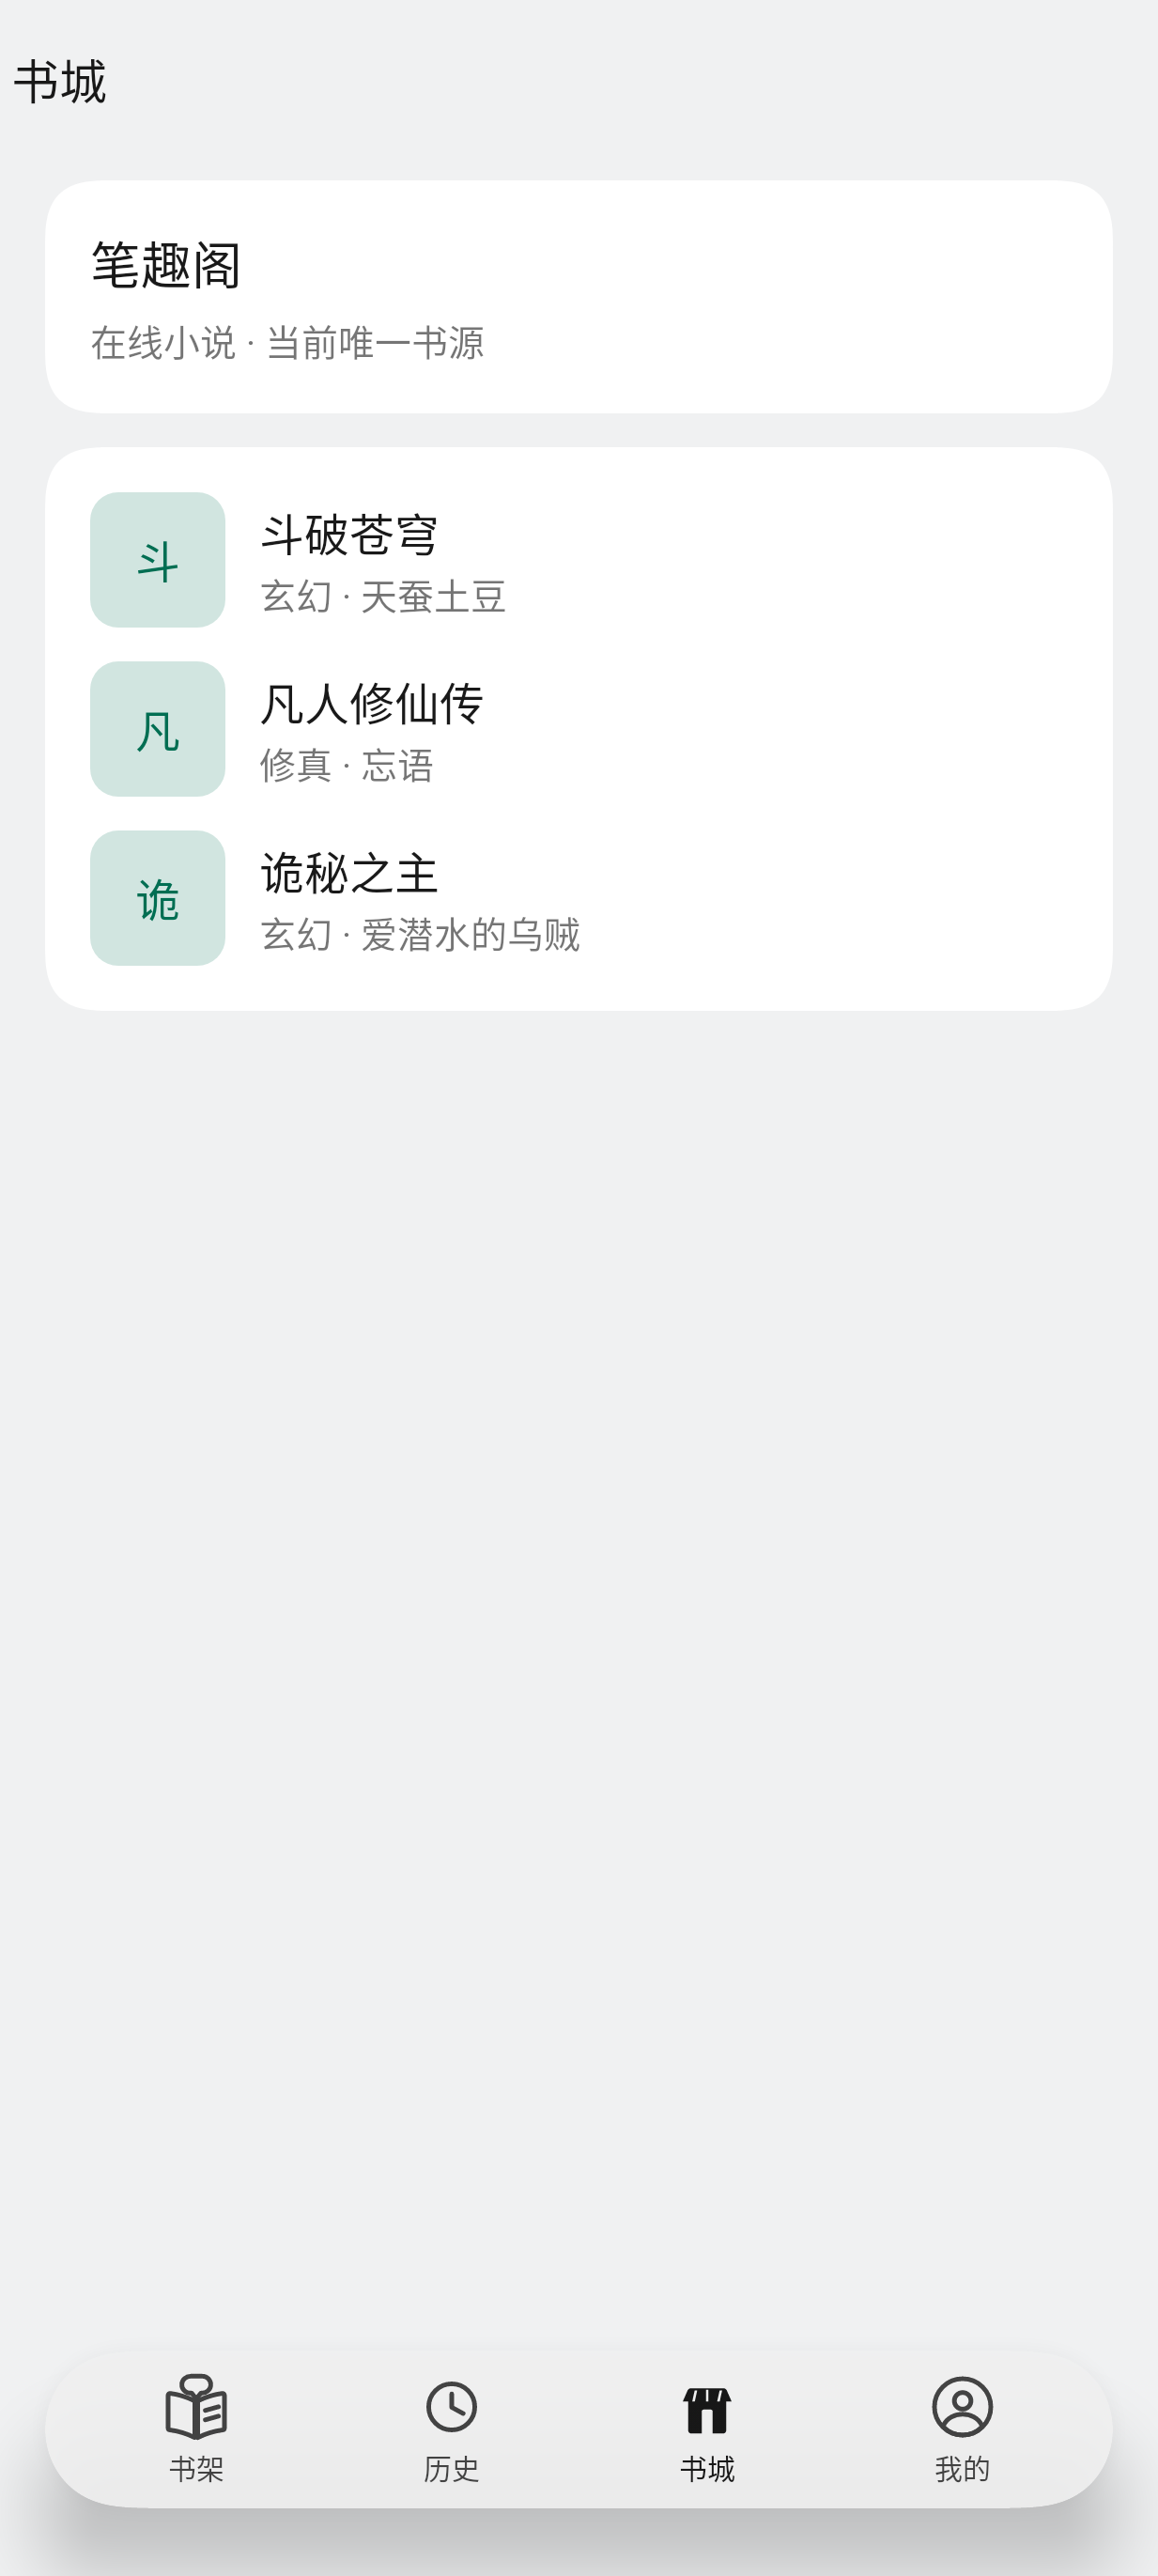 书城
笔趣阁
在线小说 · 当前唯一书源
斗
斗破苍穹
玄幻 · 天蚕土豆
凡
凡人修仙传
修真 · 忘语
诡
诡秘之主
玄幻 · 爱潜水的乌贼
书架
历史
书城
我的